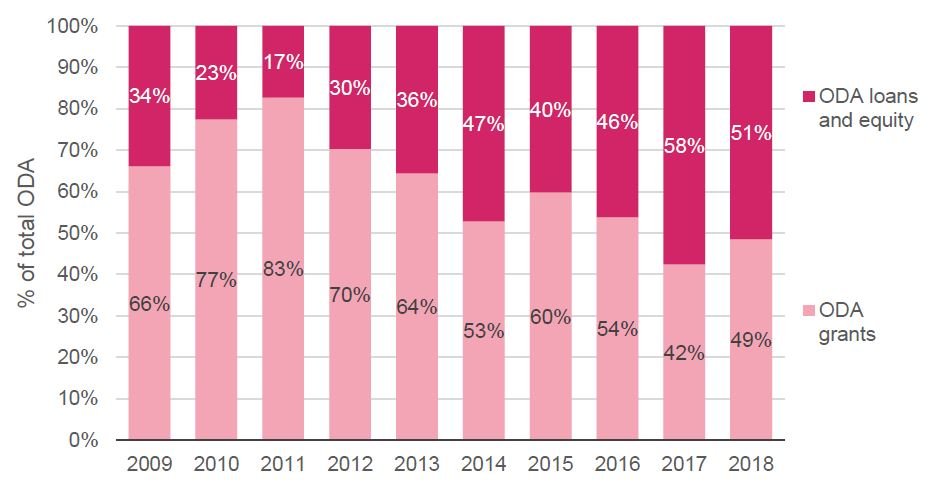 100%
90%
80%
70%
60%
50%
40%
30%
20%
10%
0%
% of total ODA
34% 23% 17% 30% 36% 47% 40% 46% 58% 51%
66% 77% 83% 70% 64% 53% 60% 54% 42% 49%
2009 2010 2011 2012 2013 2014 2015 2016 2017 2018
ODA loans
and equity
ODA
grants